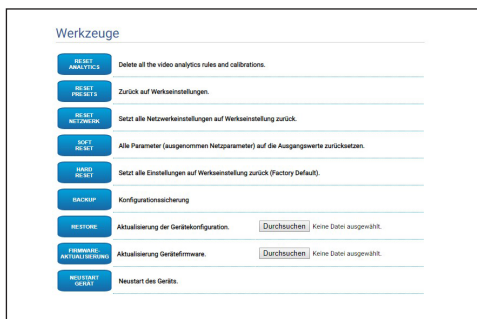 Werkzeuge
RESET
ANALYTICS
Delete all the video analytics rules and calibrations.
RESET
PRESETS
Zurück auf Werkseinstellungen.
RESET
NETZWERK
Setzt alle Netzwerkeinstellungen auf Werkseinstellung zurück.
SOFT
RESET
Alle Parameter (ausgenommen Netzparameter) auf die Ausgangswerte zurücksetzen.
HARD
RESET
Setzt alle Einstellungen auf Werkseinstellung zurück (Factory Default).
BACKUP
Konfigurationssicherung
RESTORE
Aktualisierung der Gerätekonfiguration. Durchsuchen Keine Datei ausgewählt.
FIRMWARE-
AKTUALISIERUNG
Aktualisierung Gerätefirmware. Durchsuchen Keine Datei ausgewählt.
NEUSTART
GERÄT
Neustart des Geräts.